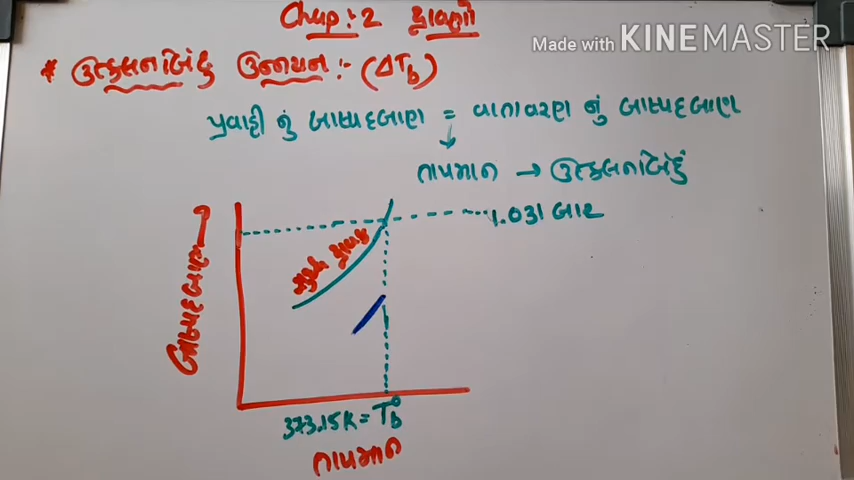 Chap:-2 દ્રાવણો
Made with KINEMASTER
* ઉત્કલનબિંદુ ઉન્નયન:- (ΔTb)
પ્રવાહી નું બાષ્પદબાણ = વાતાવરણ નું બાષ્પદબાણ
↓
તાપમાન → ઉત્કલનબિંદું
1.031 બાર
શુદ્ધ દ્રાવક
બાષ્પદબાણ →
373.15K = T°b
તાપમાન